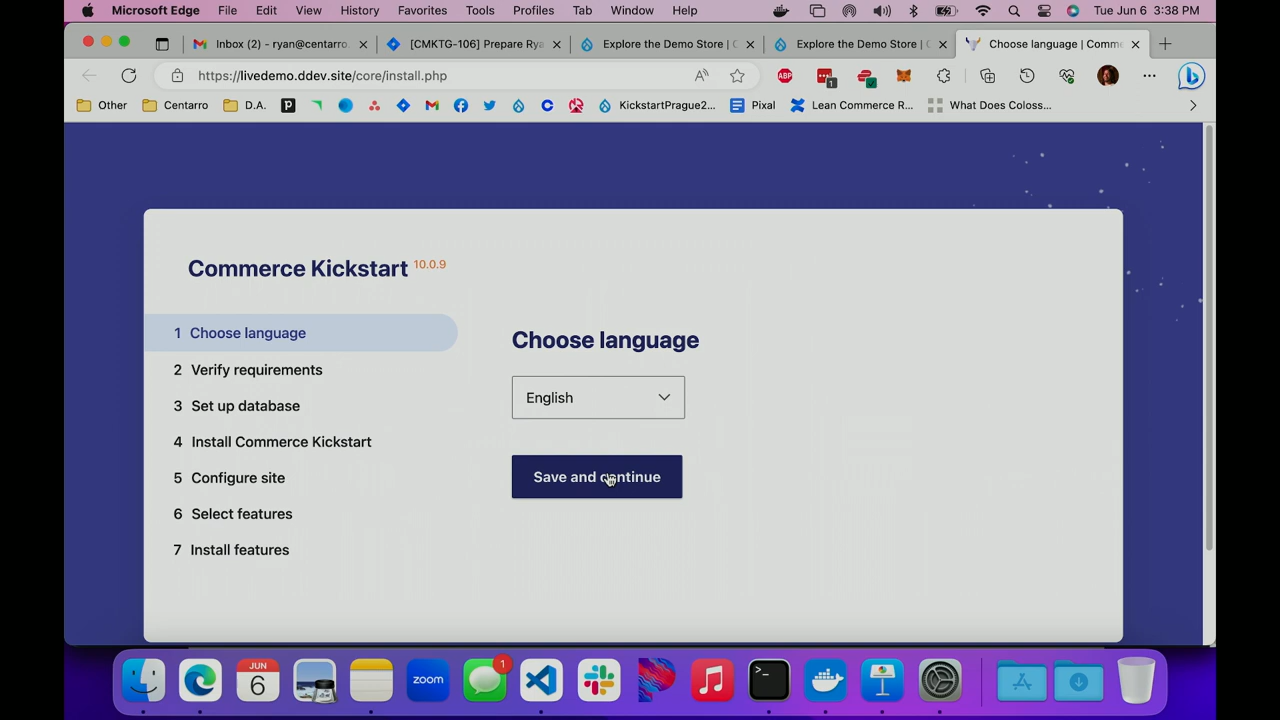 Microsoft Edge File Edit View History Favorites Tools Profiles Tab Window Help Tue Jun 6 3:38 PM
Inbox (2) - ryan@centarro. [CMKTG-106] Prepare Rya Explore the Demo Store | C Explore the Demo Store | C Choose language | Comme
https://livedemo.ddev.site/core/install.php
Other Centarro D.A. KickstartPrague2... Pixal Lean Commerce R... What Does Coloss...
Commerce Kickstart 10.0.9
1 Choose language
2 Verify requirements
3 Set up database
4 Install Commerce Kickstart
5 Configure site
6 Select features
7 Install features
Choose language
English
Save and continue
JUN
6
zoom
1